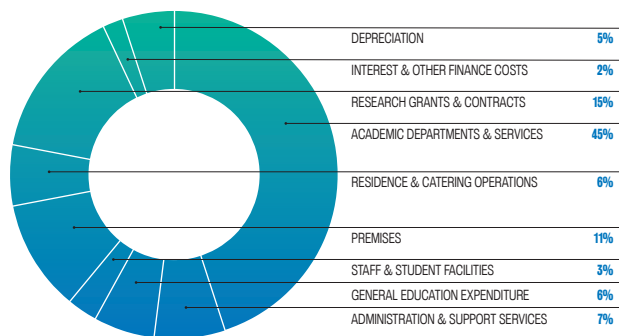 DEPRECIATION 5%
INTEREST & OTHER FINANCE COSTS 2%
RESEARCH GRANTS & CONTRACTS 15%
ACADEMIC DEPARTMENTS & SERVICES 45%
RESIDENCE & CATERING OPERATIONS 6%
PREMISES 11%
STAFF & STUDENT FACILITIES 3%
GENERAL EDUCATION EXPENDITURE 6%
ADMINISTRATION & SUPPORT SERVICES 7%